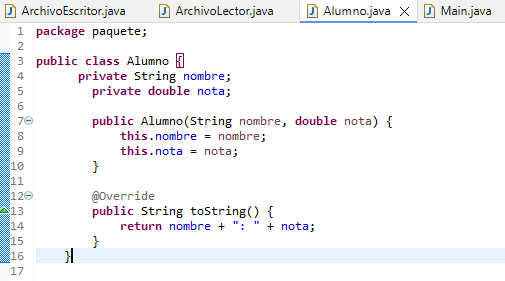 ArchivoEscritor.java ArchivoLector.java Alumno.java Main.java
1 package paquete;
2
3 public class Alumno {
4 private String nombre;
5 private double nota;
6
7 public Alumno(String nombre, double nota) {
8 this.nombre = nombre;
9 this.nota = nota;
10 }
11
12 @Override
13 public String toString() {
14 return nombre + ": " + nota;
15 }
16 }
17